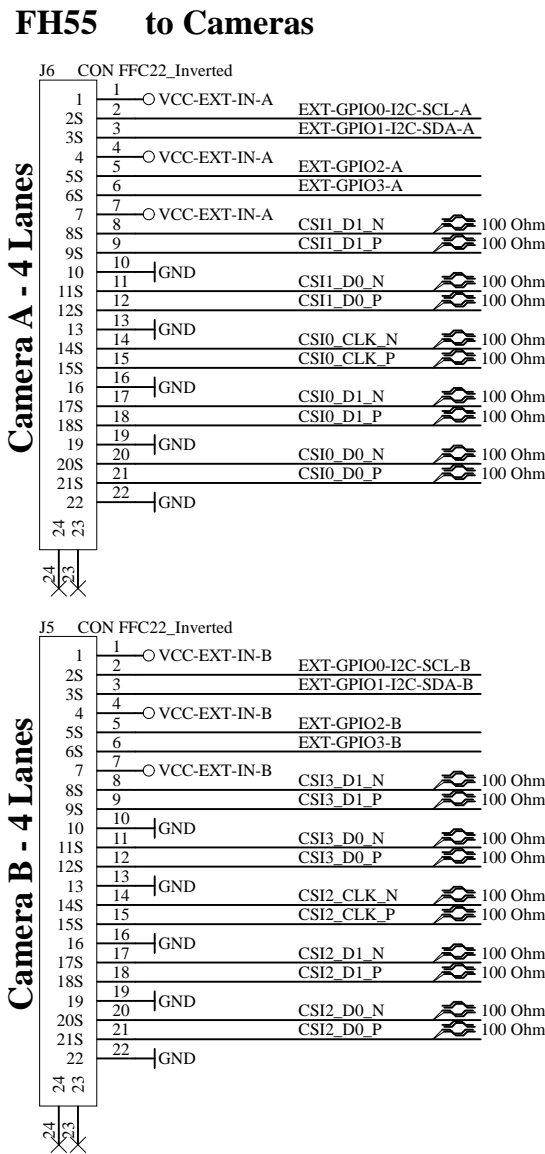 FH55 to Cameras
J6 CON FFC22_Inverted
Camera A - 4 Lanes
1 1 VCC-EXT-IN-A
2S 2 EXT-GPIO0-I2C-SCL-A
3S 3 EXT-GPIO1-I2C-SDA-A
4 4 VCC-EXT-IN-A
5S 5 EXT-GPIO2-A
6S 6 EXT-GPIO3-A
7 7 VCC-EXT-IN-A
8S 8 CSI1_D1_N 100 Ohm
9S 9 CSI1_D1_P 100 Ohm
10 10 GND
11S 11 CSI1_D0_N 100 Ohm
12S 12 CSI1_D0_P 100 Ohm
13 13 GND
14S 14 CSI0_CLK_N 100 Ohm
15S 15 CSI0_CLK_P 100 Ohm
16 16 GND
17S 17 CSI0_D1_N 100 Ohm
18S 18 CSI0_D1_P 100 Ohm
19 19 GND
20S 20 CSI0_D0_N 100 Ohm
21S 21 CSI0_D0_P 100 Ohm
22 22 GND
24 23
24 23
J5 CON FFC22_Inverted
Camera B - 4 Lanes
1 1 VCC-EXT-IN-B
2S 2 EXT-GPIO0-I2C-SCL-B
3S 3 EXT-GPIO1-I2C-SDA-B
4 4 VCC-EXT-IN-B
5S 5 EXT-GPIO2-B
6S 6 EXT-GPIO3-B
7 7 VCC-EXT-IN-B
8S 8 CSI3_D1_N 100 Ohm
9S 9 CSI3_D1_P 100 Ohm
10 10 GND
11S 11 CSI3_D0_N 100 Ohm
12S 12 CSI3_D0_P 100 Ohm
13 13 GND
14S 14 CSI2_CLK_N 100 Ohm
15S 15 CSI2_CLK_P 100 Ohm
16 16 GND
17S 17 CSI2_D1_N 100 Ohm
18S 18 CSI2_D1_P 100 Ohm
19 19 GND
20S 20 CSI2_D0_N 100 Ohm
21S 21 CSI2_D0_P 100 Ohm
22 22 GND
24 23
24 23